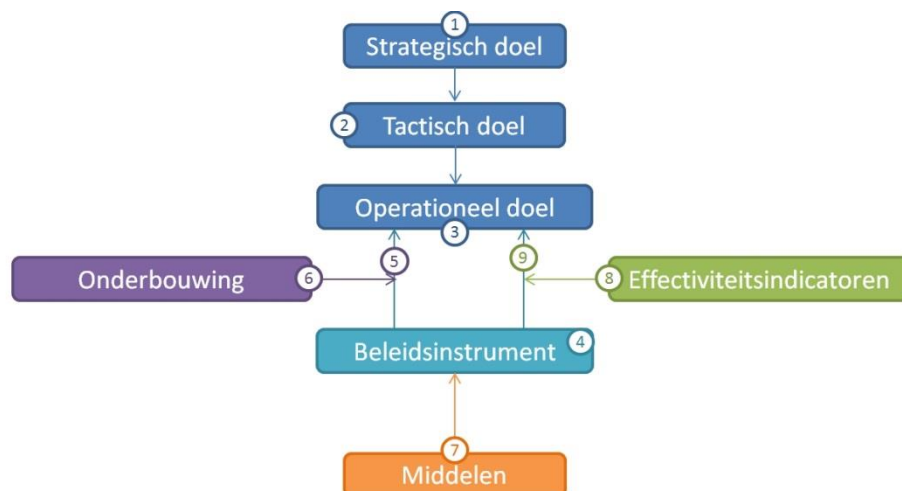 1
Strategisch doel
2
Tactisch doel
Operationeel doel
3
5
9
Onderbouwing
6
8
Effectiviteitsindicatoren
Beleidsinstrument
4
7
Middelen